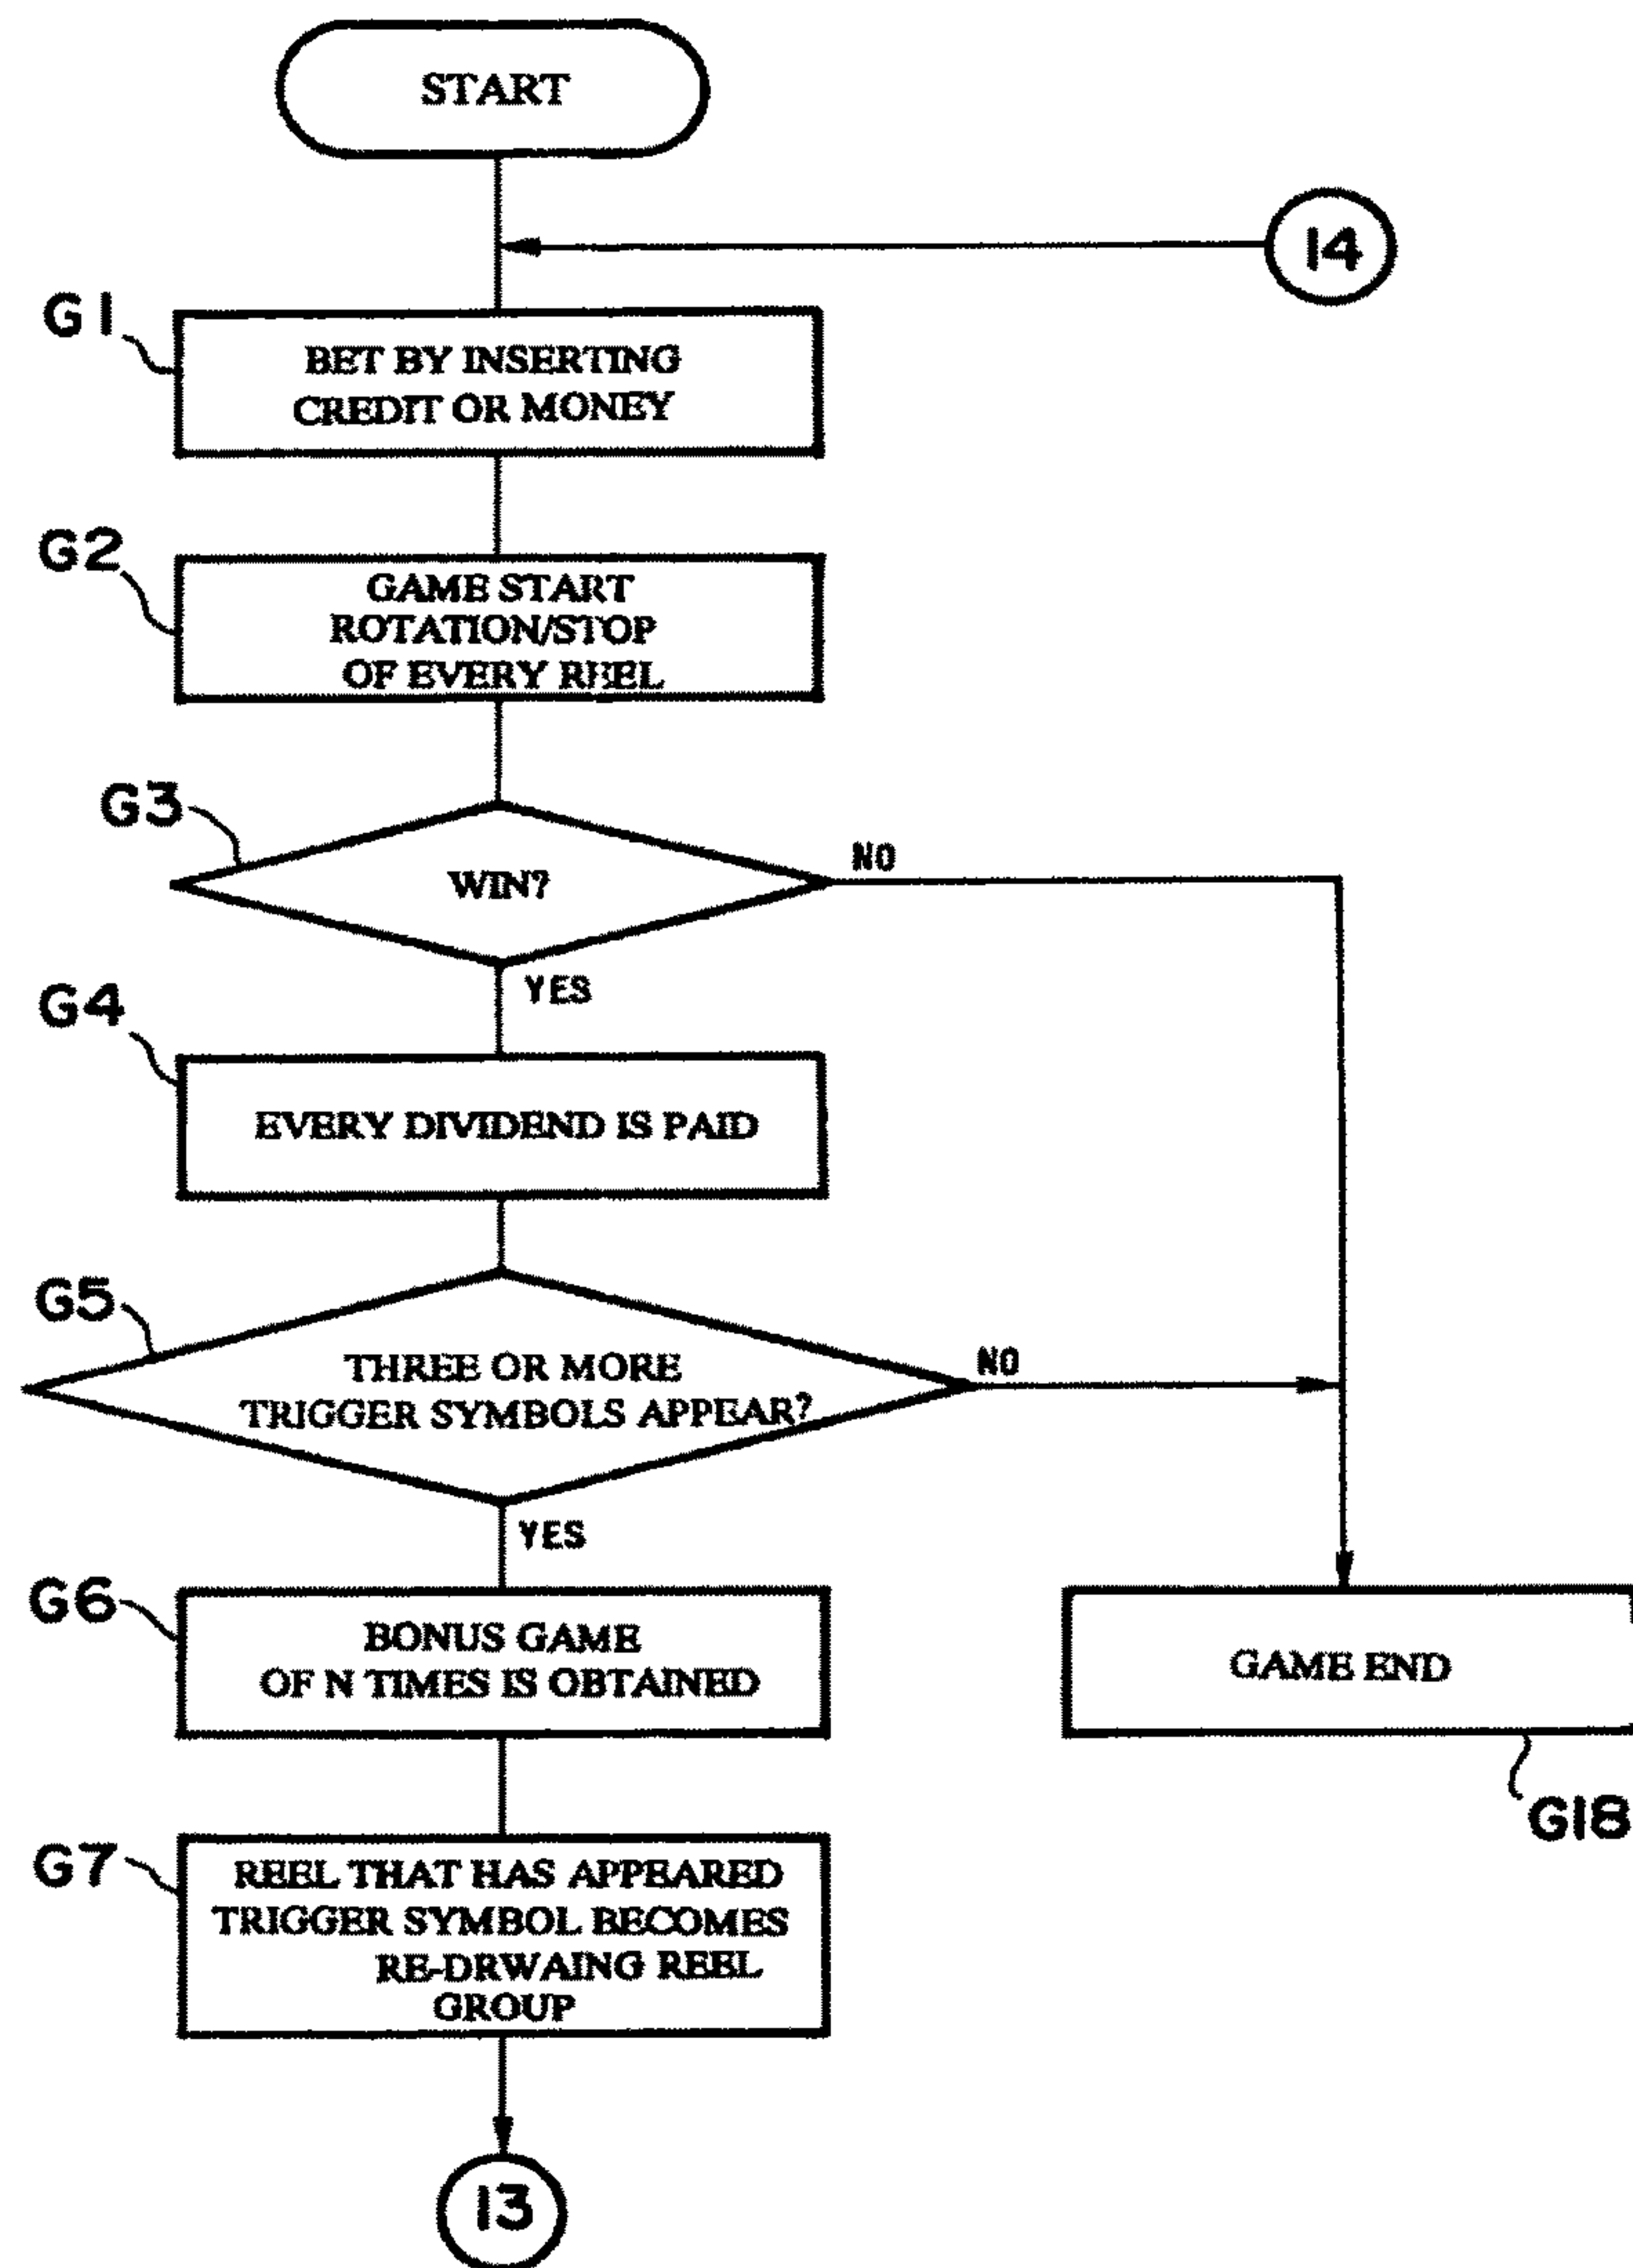 START
14
G1
BET BY INSERTING
CREDIT OR MONEY
G2
GAME START
ROTATION/STOP
OF EVERY REEL
G3
WIN?
NO
YES
G4
EVERY DIVIDEND IS PAID
G5
THREE OR MORE
TRIGGER SYMBOLS APPEAR?
NO
YES
G6
BONUS GAME
OF N TIMES IS OBTAINED
GAME END
G18
G7
REEL THAT HAS APPEARED
TRIGGER SYMBOL BECOMES
RE-DRWAING REEL
GROUP
13